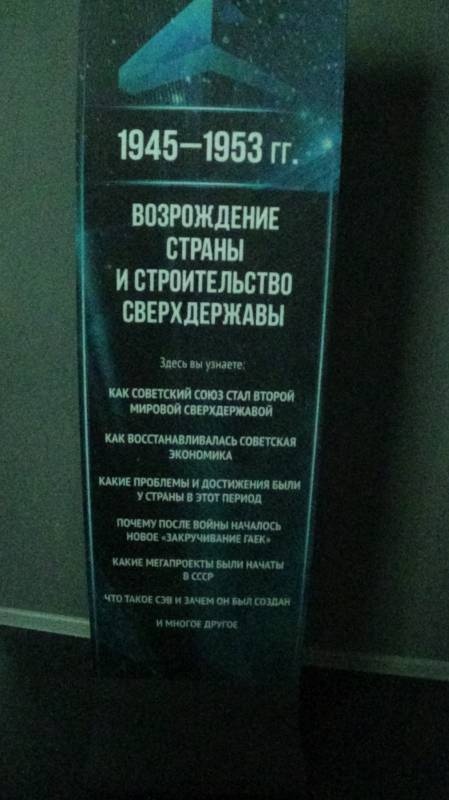 1945–1953 гг.
ВОЗРОЖДЕНИЕ
СТРАНЫ
И СТРОИТЕЛЬСТВО
СВЕРХДЕРЖАВЫ
Здесь вы узнаете:
КАК СОВЕТСКИЙ СОЮЗ СТАЛ ВТОРОЙ
МИРОВОЙ СВЕРХДЕРЖАВОЙ
КАК ВОССТАНАВЛИВАЛАСЬ СОВЕТСКАЯ
ЭКОНОМИКА
КАКИЕ ПРОБЛЕМЫ И ДОСТИЖЕНИЯ БЫЛИ
У СТРАНЫ В ЭТОТ ПЕРИОД
ПОЧЕМУ ПОСЛЕ ВОЙНЫ НАЧАЛОСЬ
НОВОЕ «ЗАКРУЧИВАНИЕ ГАЕК»
КАКИЕ МЕГАПРОЕКТЫ БЫЛИ НАЧАТЫ
В СССР
ЧТО ТАКОЕ СЭВ И ЗАЧЕМ ОН БЫЛ СОЗДАН
И МНОГОЕ ДРУГОЕ